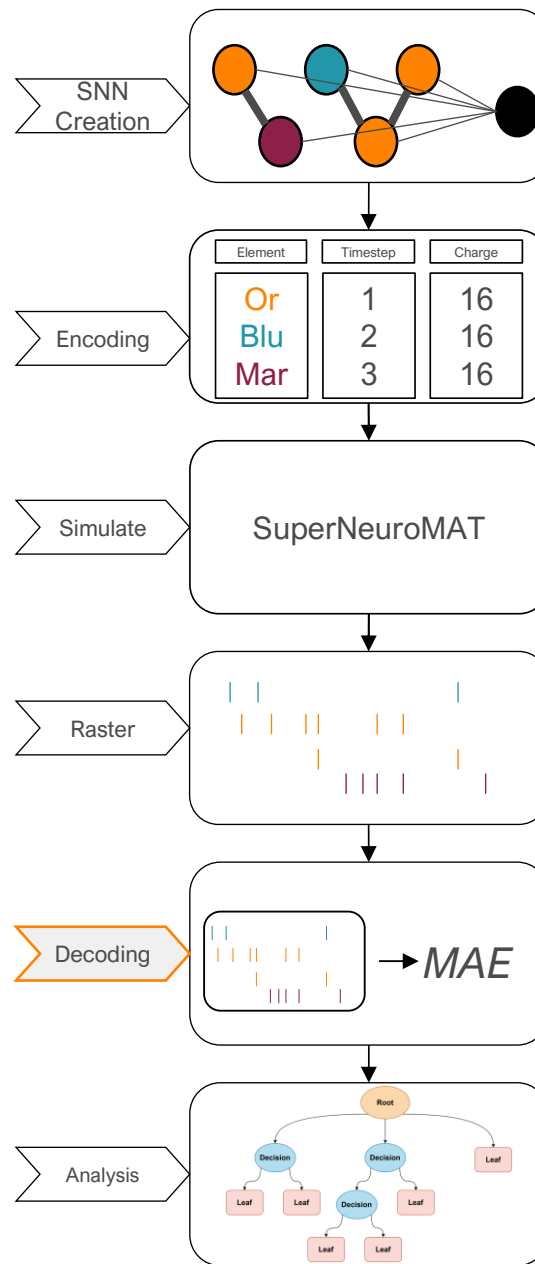 SNN
Creation
Element Timestep Charge
Or 1 16
Blu 2 16
Mar 3 16
Encoding
Simulate
SuperNeuroMAT
Raster
Decoding
MAE
Analysis
Root
Decision Decision Leaf
Leaf Leaf Decision Leaf
Leaf Leaf